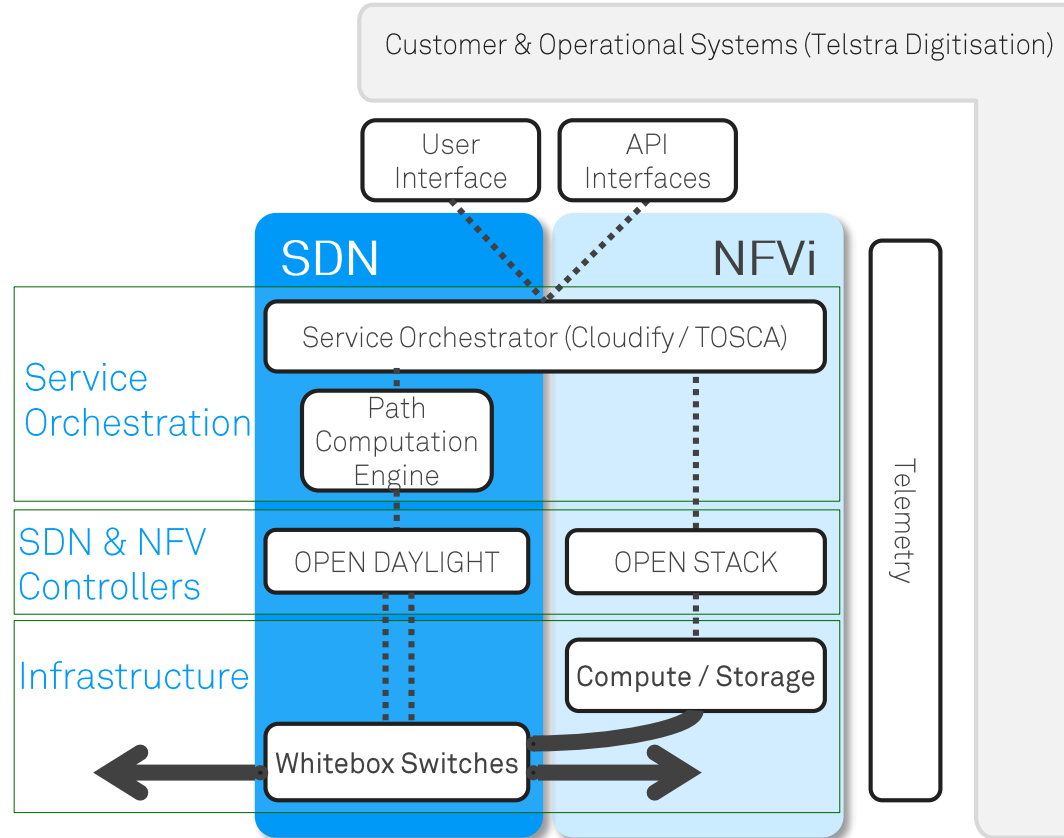 Customer & Operational Systems (Telstra Digitisation)
User
Interface
API
Interfaces
SDN
NFVi
Service Orchestrator (Cloudify / TOSCA)
Service
Orchestration
Path
Computation
Engine
Telemetry
SDN & NFV
Controllers
OPEN DAYLIGHT
OPEN STACK
Infrastructure
Compute / Storage
Whitebox Switches